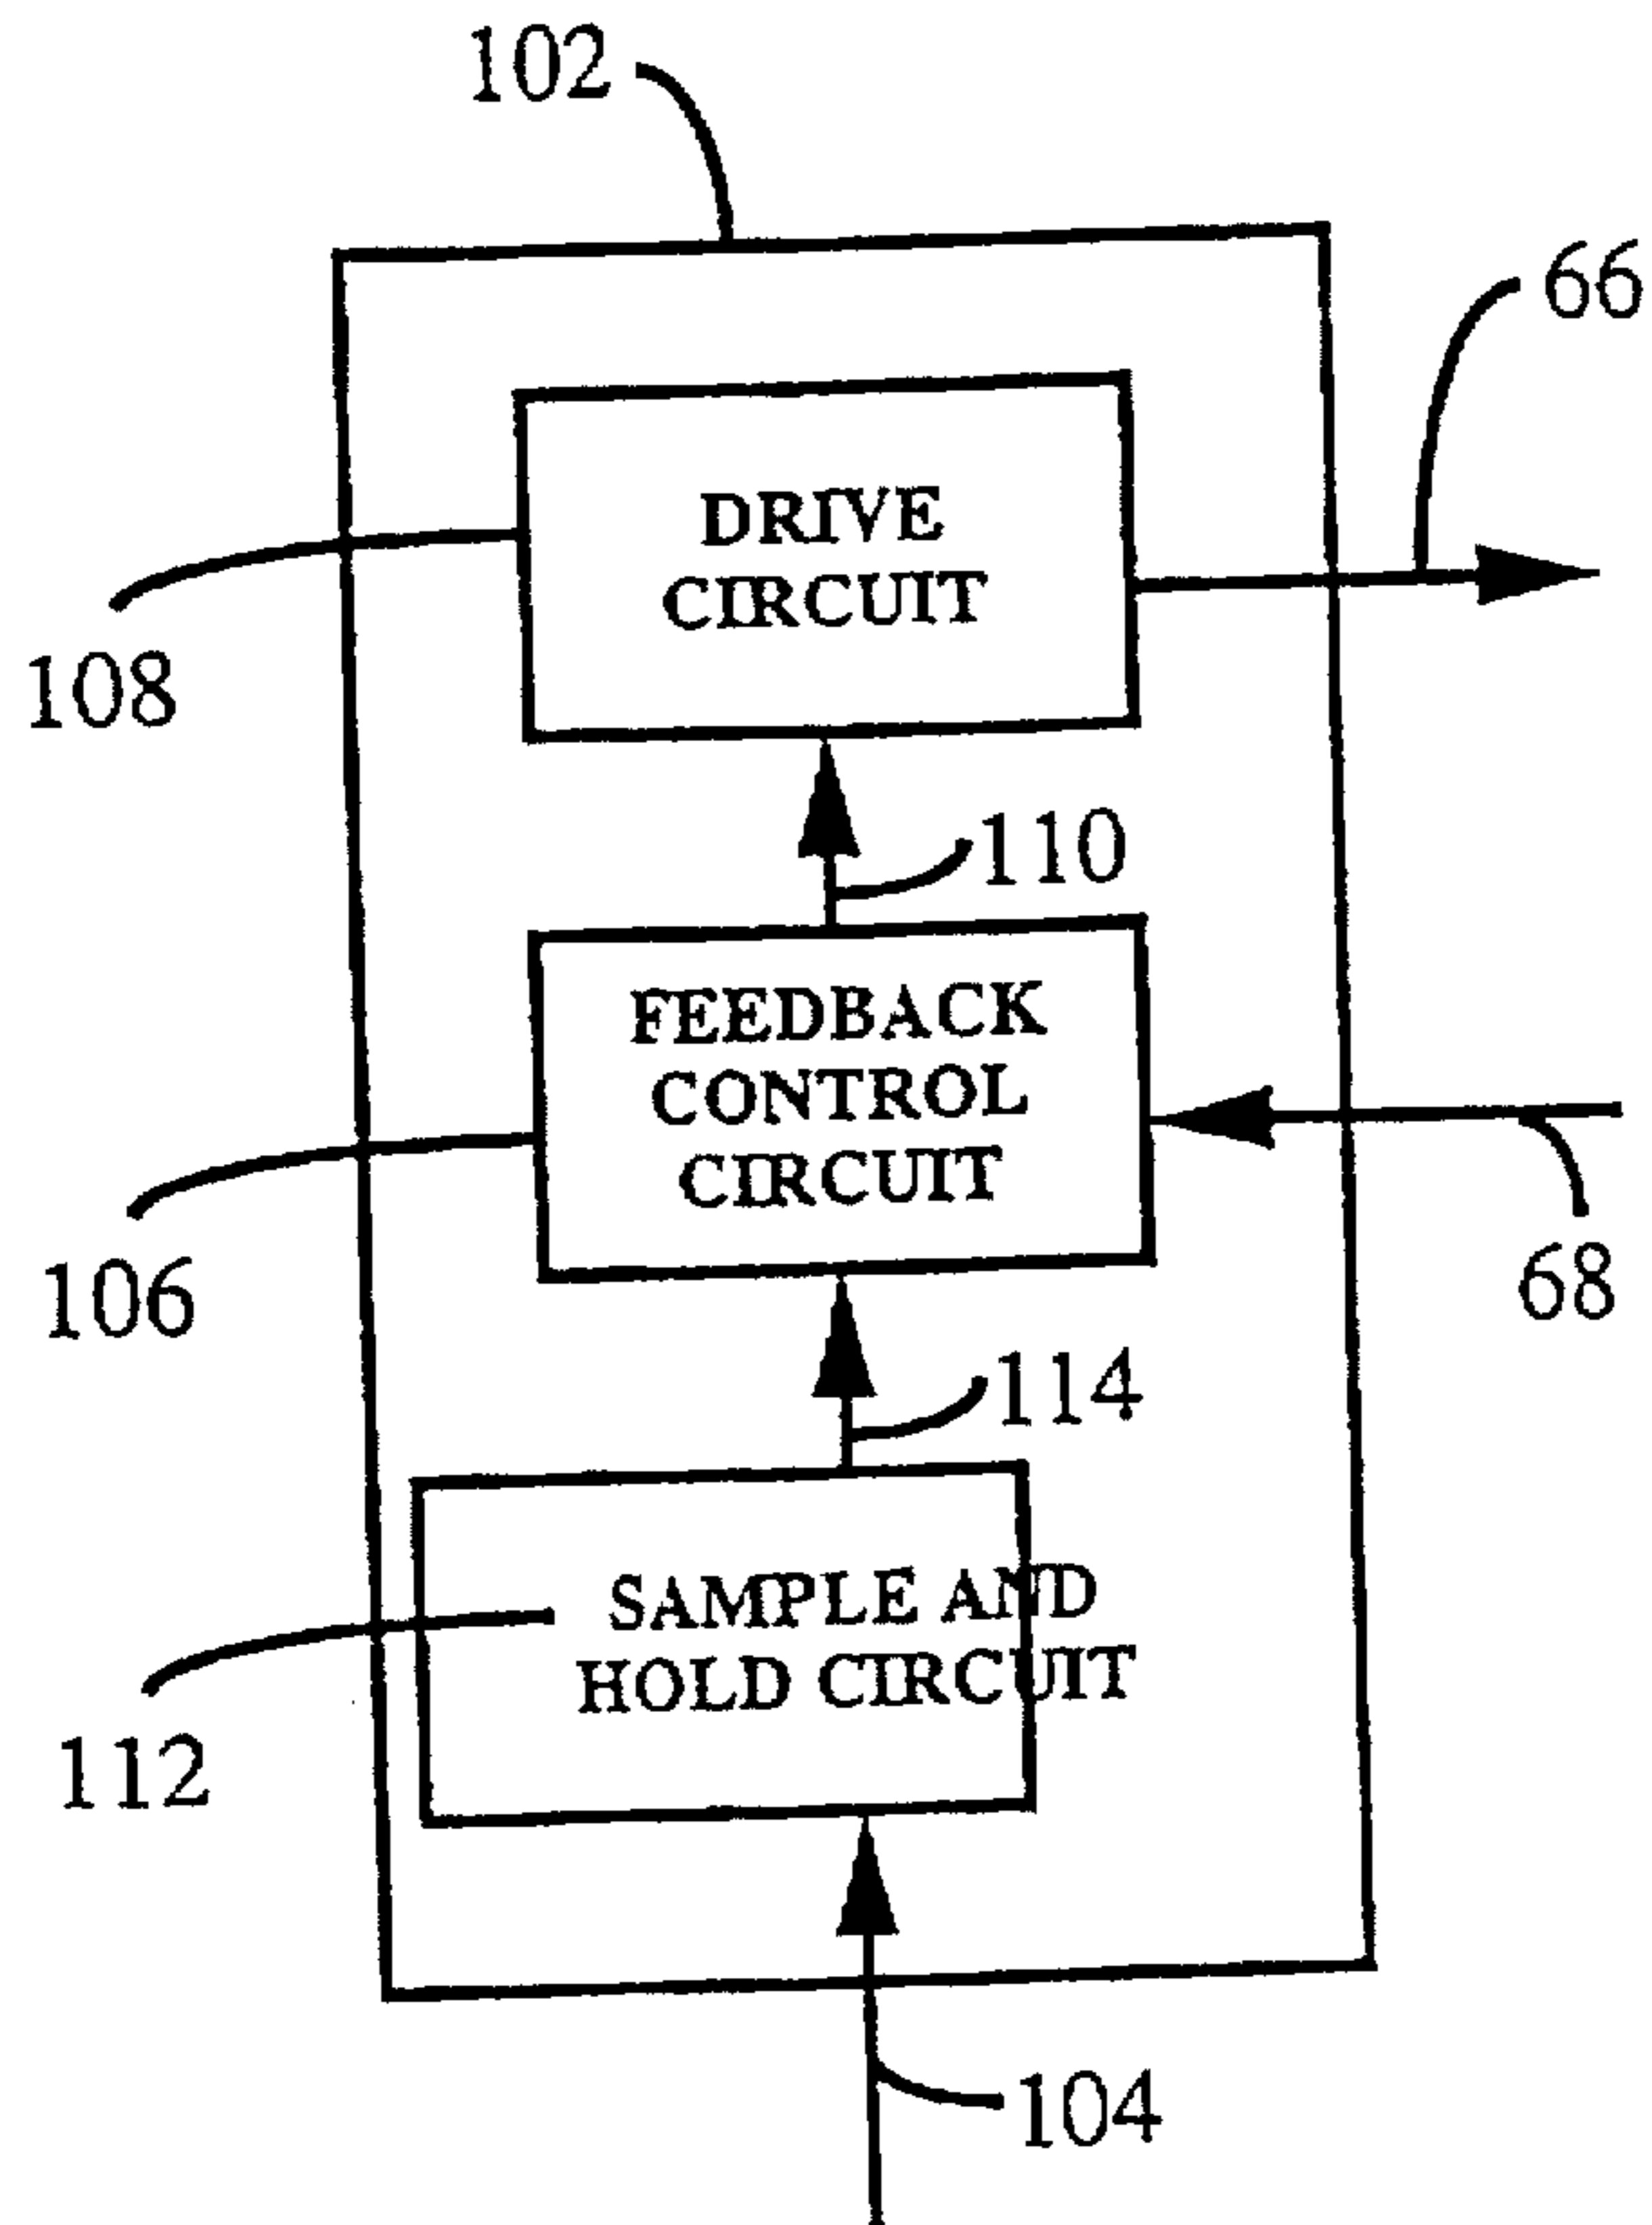 102
66
DRIVE
CIRCUIT
108
110
FEEDBACK
CONTROL
CIRCUIT
106
68
114
SAMPLE AND
HOLD CIRCUIT
112
104